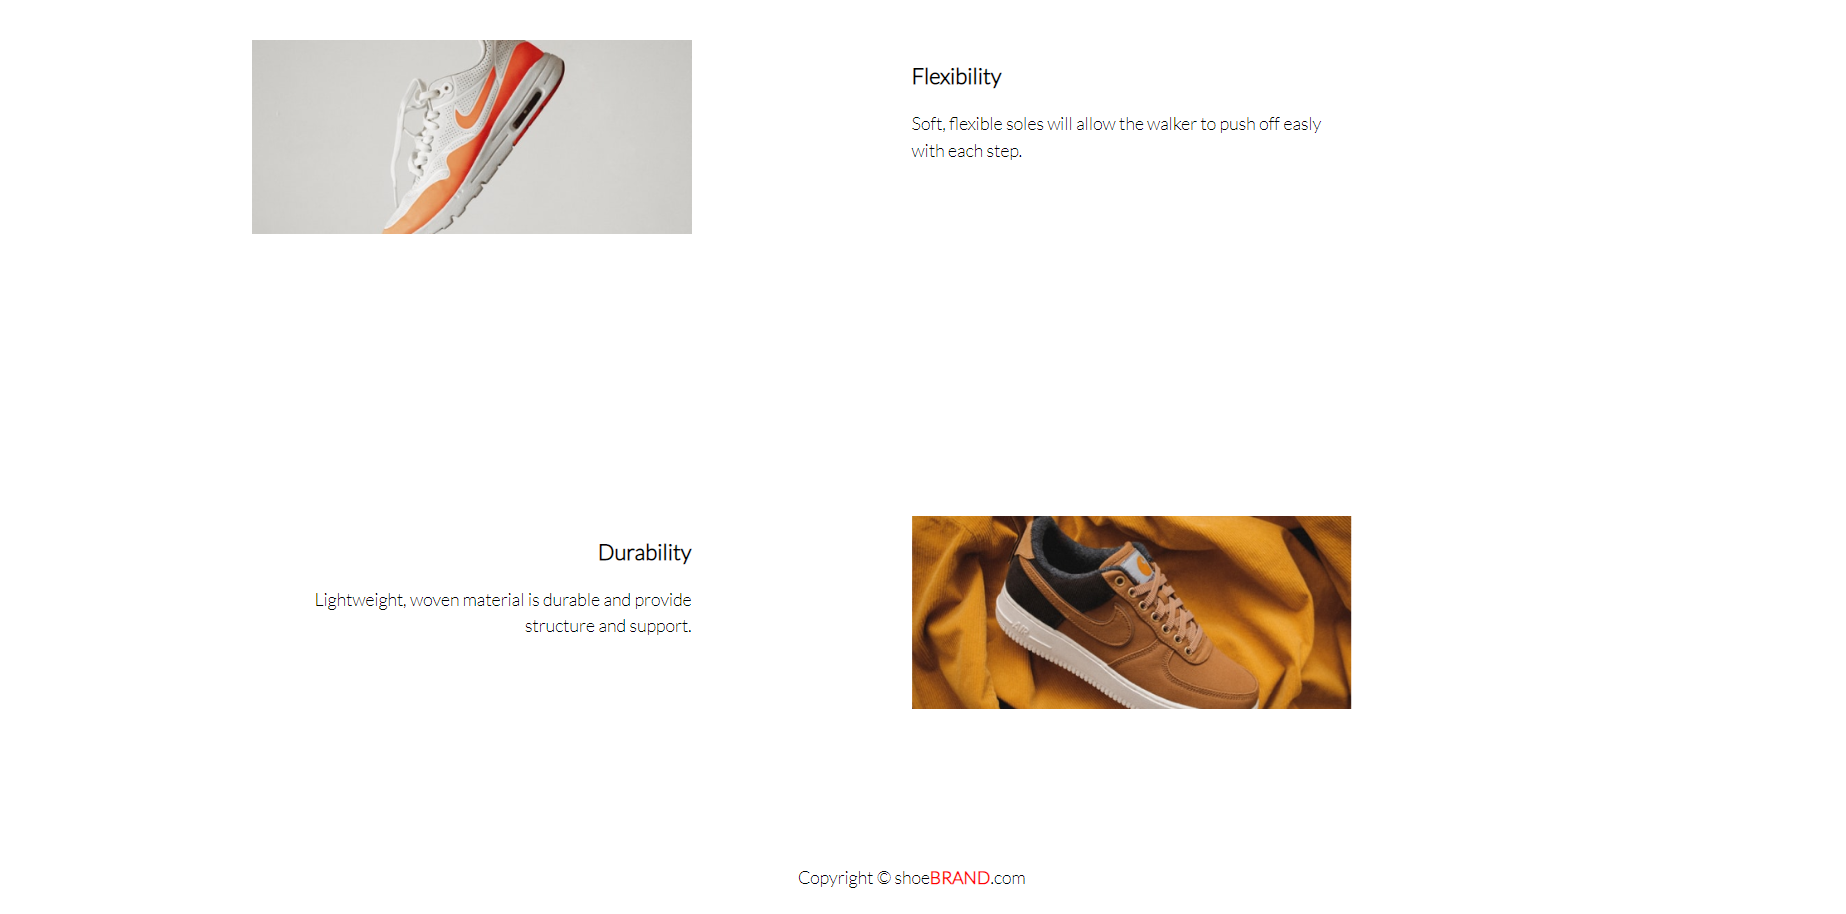 Flexibility
Soft, flexible soles will allow the walker to push off easly
with each step.
Durability
Lightweight, woven material is durable and provide
structure and support.
Copyright © shoeBRAND.com